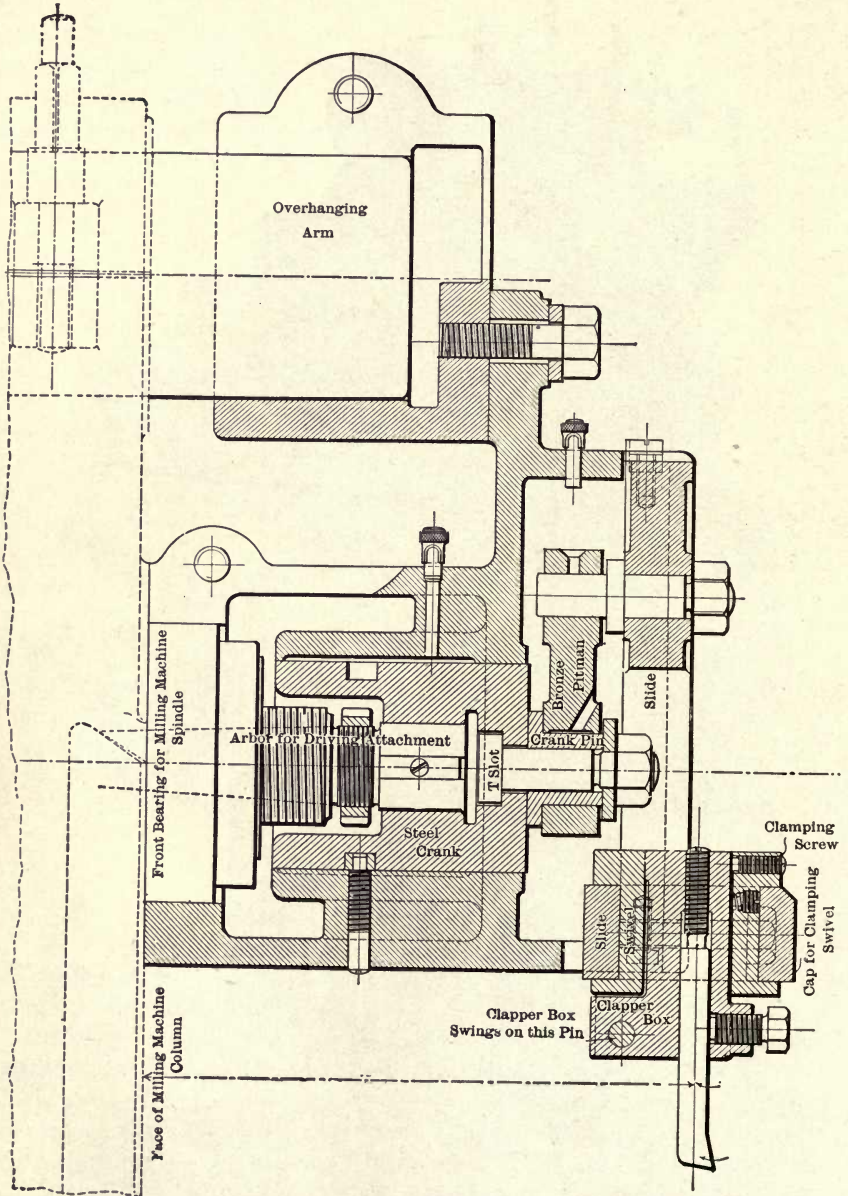 Overhanging
Arm
Front Bearing for Milling Machine
Spindle
Arbor for Driving Attachment
Bronze
Pitman
Slide
Crank Pin
T Slot
Steel
Crank
Clamping
Screw
Slide
Swivel
Cap for Clamping
Swivel
Clapper
Box
Clapper Box
Swings on this Pin
Face of Milling Machine
Column